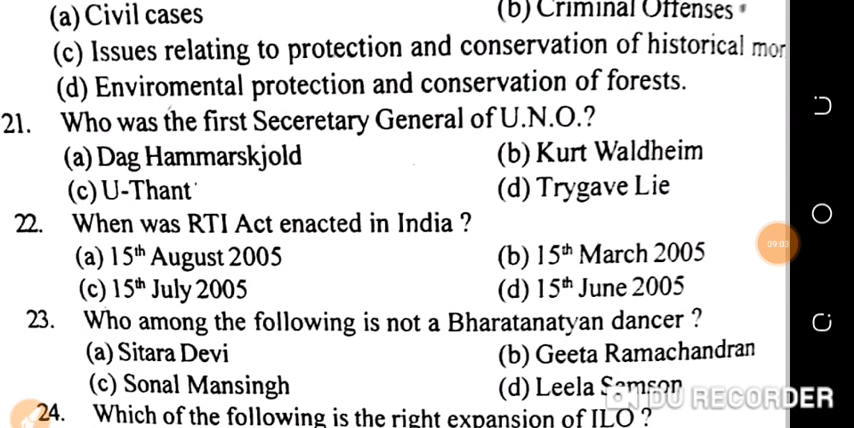 (a) Civil cases (b) Criminal Offenses
(c) Issues relating to protection and conservation of historical mor
(d) Enviromental protection and conservation of forests.
21. Who was the first Seceretary General of U.N.O.?
(a) Dag Hammarskjold (b) Kurt Waldheim
(c) U-Thant (d) Trygave Lie
22. When was RTI Act enacted in India ?
(a) 15th August 2005 (b) 15th March 2005
(c) 15th July 2005 (d) 15th June 2005
09:03
23. Who among the following is not a Bharatanatyan dancer ?
(a) Sitara Devi (b) Geeta Ramachandran
(c) Sonal Mansingh (d) Leela Samson
DU RECORDER
24. Which of the following is the right expansion of ILO ?